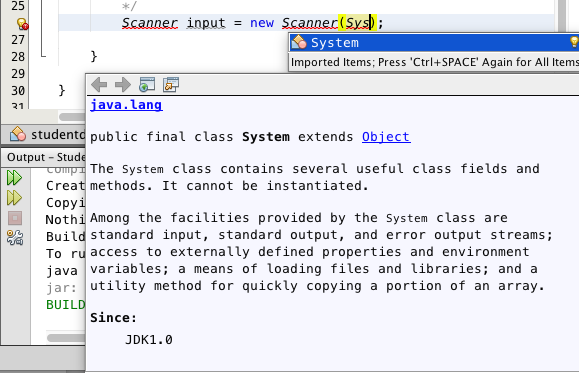 25
*/
Scanner input = new Scanner(Sys);
27
28 }
29
30 }
31
System
Imported Items; Press 'Ctrl+SPACE' Again for All Items
java.lang
public final class System extends Object
The System class contains several useful class fields and
methods. It cannot be instantiated.
Among the facilities provided by the System class are
standard input, standard output, and error output streams;
access to externally defined properties and environment
variables; a means of loading files and libraries; and a
utility method for quickly copying a portion of an array.
Since:
JDK1.0
Output – Stude
Creat
Copyi
Nothi
Build
To ru
java
jar:
BUILD